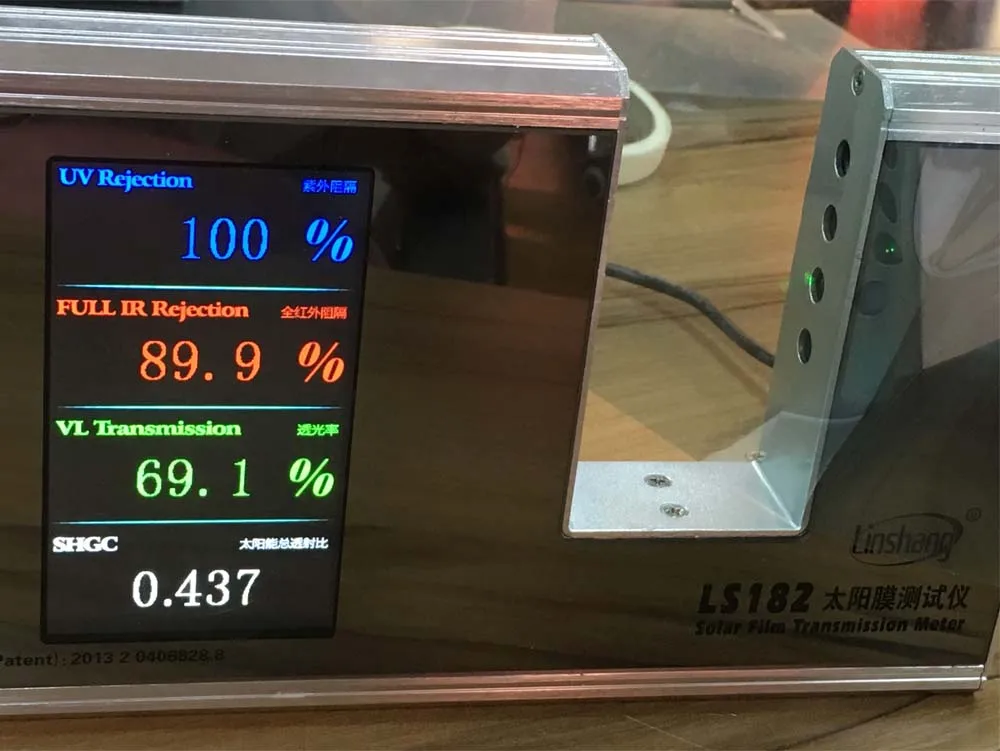 UV Rejection 紫外阻隔
100 %
FULL IR Rejection 全红外阻隔
89.9 %
VL Transmission 透光率
69.1 %
SHGC 太阳能总透射比
0.437
Linshang®
LS182 太阳膜测试仪
Solar Film Transmission Meter
Patent): 2013 2 0406828.8